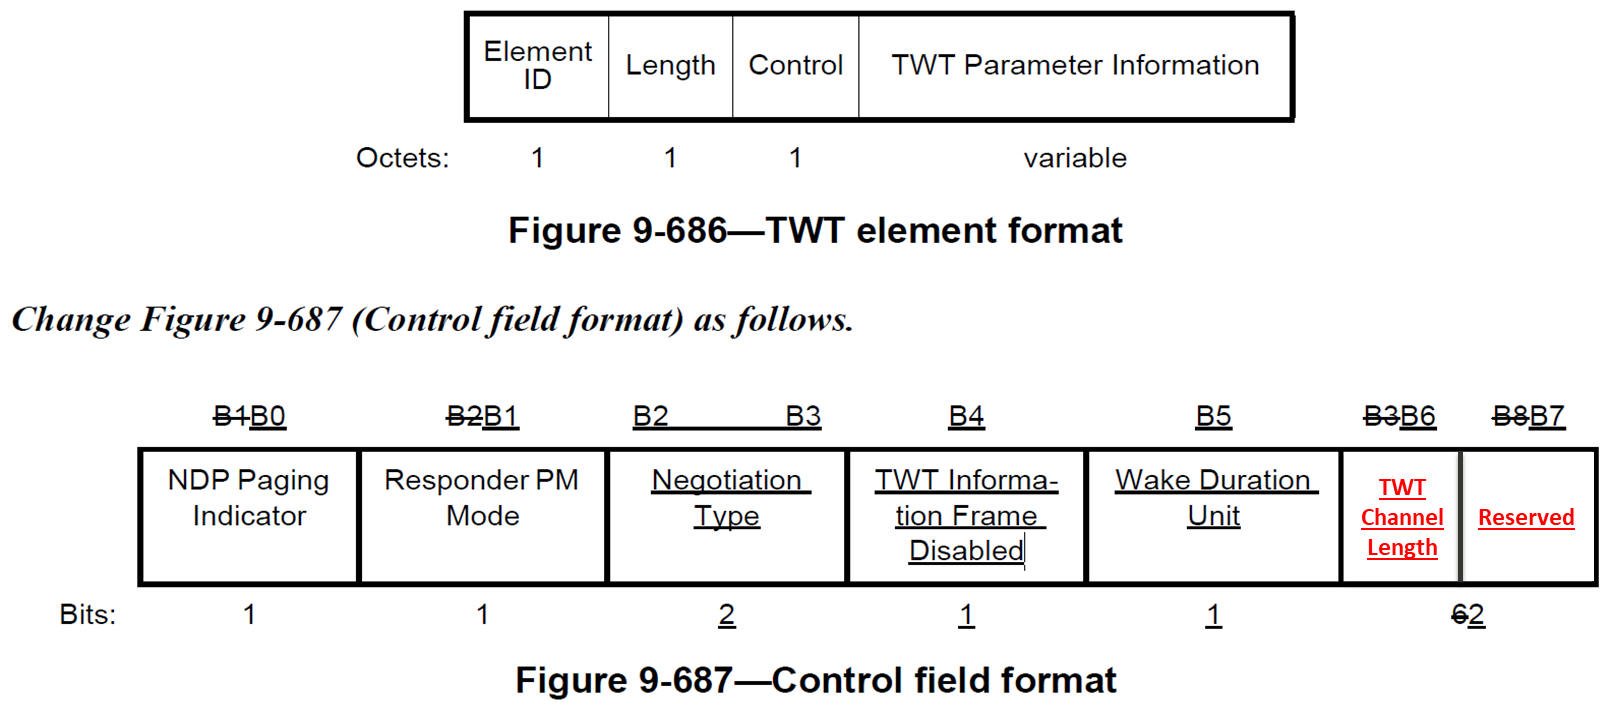 Element ID Length Control TWT Parameter Information
Octets: 1 1 1 variable
Figure 9-686—TWT element format
Change Figure 9-687 (Control field format) as follows.
B1B0 B2B1 B2 B3 B4 B5 B3B6 B8B7
NDP Paging Indicator Responder PM Mode Negotiation Type TWT Informa-tion Frame Disabled Wake Duration Unit TWT Channel Length Reserved
Bits: 1 1 2 1 1 62
Figure 9-687—Control field format